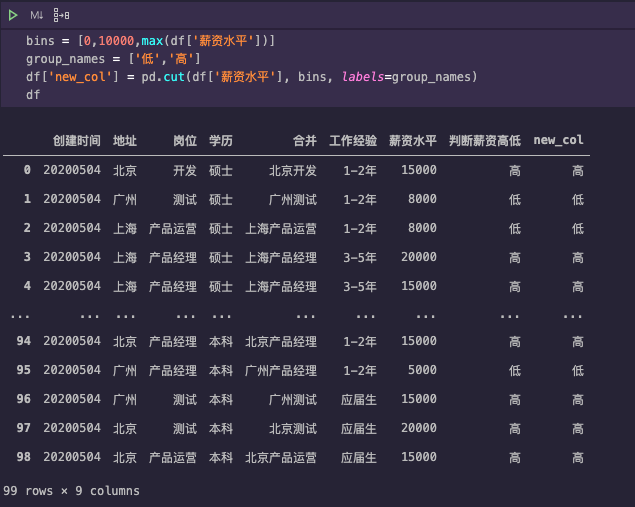 M↓
bins = [0,10000,max(df['薪资水平'])]
group_names = ['低','高']
df['new_col'] = pd.cut(df['薪资水平'], bins, labels=group_names)
df
创建时间 地址 岗位 学历 合并 工作经验 薪资水平 判断薪资高低 new_col
0 20200504 北京 开发 硕士 北京开发 1-2年 15000 高 高
1 20200504 广州 测试 硕士 广州测试 1-2年 8000 低 低
2 20200504 上海 产品运营 硕士 上海产品运营 1-2年 8000 低 低
3 20200504 上海 产品经理 硕士 上海产品经理 3-5年 20000 高 高
4 20200504 上海 产品经理 硕士 上海产品经理 3-5年 15000 高 高
... ... ... ... ... ... ... ... ... ...
94 20200504 北京 产品经理 本科 北京产品经理 1-2年 15000 高 高
95 20200504 广州 产品经理 本科 广州产品经理 1-2年 5000 低 低
96 20200504 广州 测试 本科 广州测试 应届生 15000 高 高
97 20200504 北京 测试 本科 北京测试 应届生 20000 高 高
98 20200504 北京 产品运营 本科 北京产品运营 应届生 15000 高 高
99 rows × 9 columns